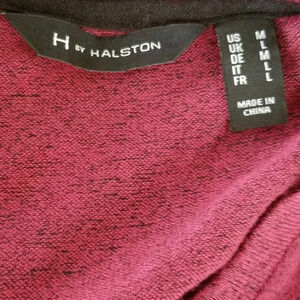 H BY HALSTON
US M
UK L
DE M
IT L
FR L
MADE IN
CHINA